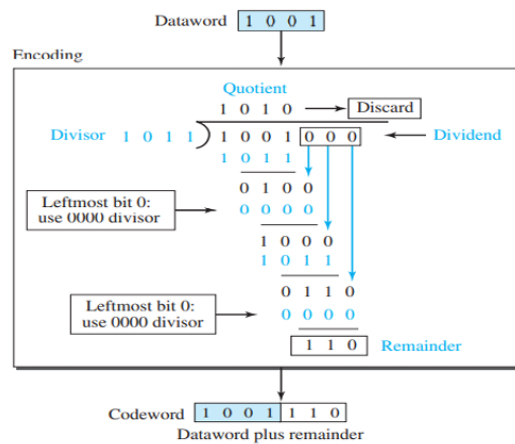 Dataword 1 0 0 1
Encoding
Quotient
1 0 1 0 Discard
Divisor 1 0 1 1 1 0 0 1 0 0 0 Dividend
1 0 1 1
0 1 0 0
Leftmost bit 0:
use 0000 divisor
0 0 0 0
1 0 0 0
1 0 1 1
0 1 1 0
Leftmost bit 0:
use 0000 divisor
0 0 0 0
1 1 0 Remainder
Codeword 1 0 0 1 1 1 0
Dataword plus remainder